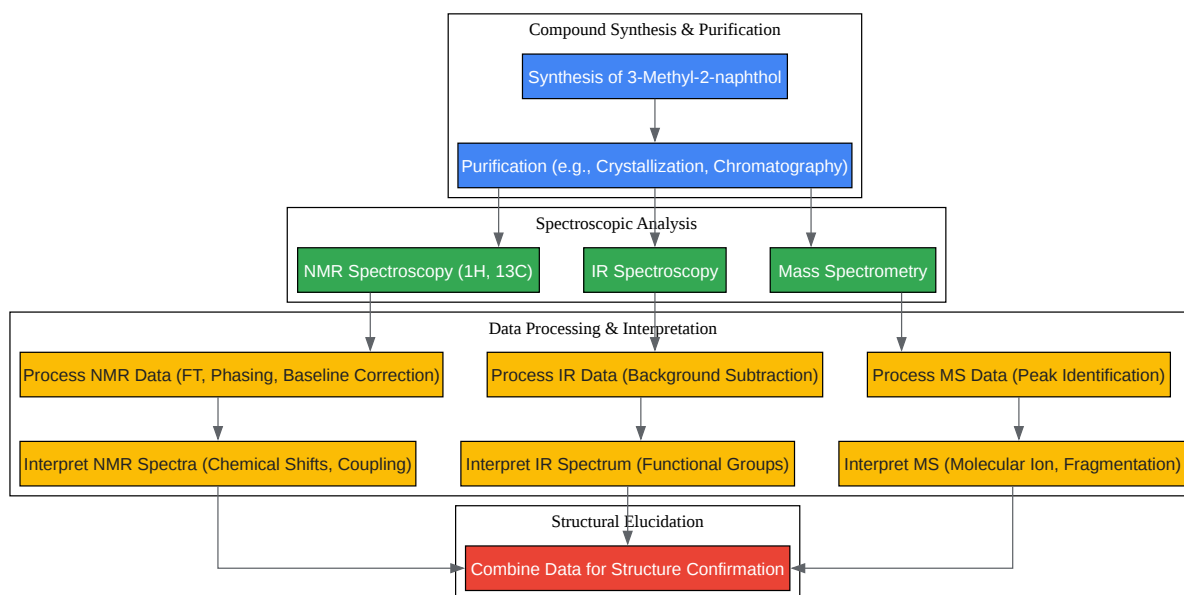 Compound Synthesis & Purification
Synthesis of 3-Methyl-2-naphthol
Purification (e.g., Crystallization, Chromatography)
Spectroscopic Analysis
NMR Spectroscopy (1H, 13C)
IR Spectroscopy
Mass Spectrometry
Data Processing & Interpretation
Process NMR Data (FT, Phasing, Baseline Correction)
Process IR Data (Background Subtraction)
Process MS Data (Peak Identification)
Interpret NMR Spectra (Chemical Shifts, Coupling)
Interpret IR Spectrum (Functional Groups)
Interpret MS (Molecular Ion, Fragmentation)
Structural Elucidation
Combine Data for Structure Confirmation